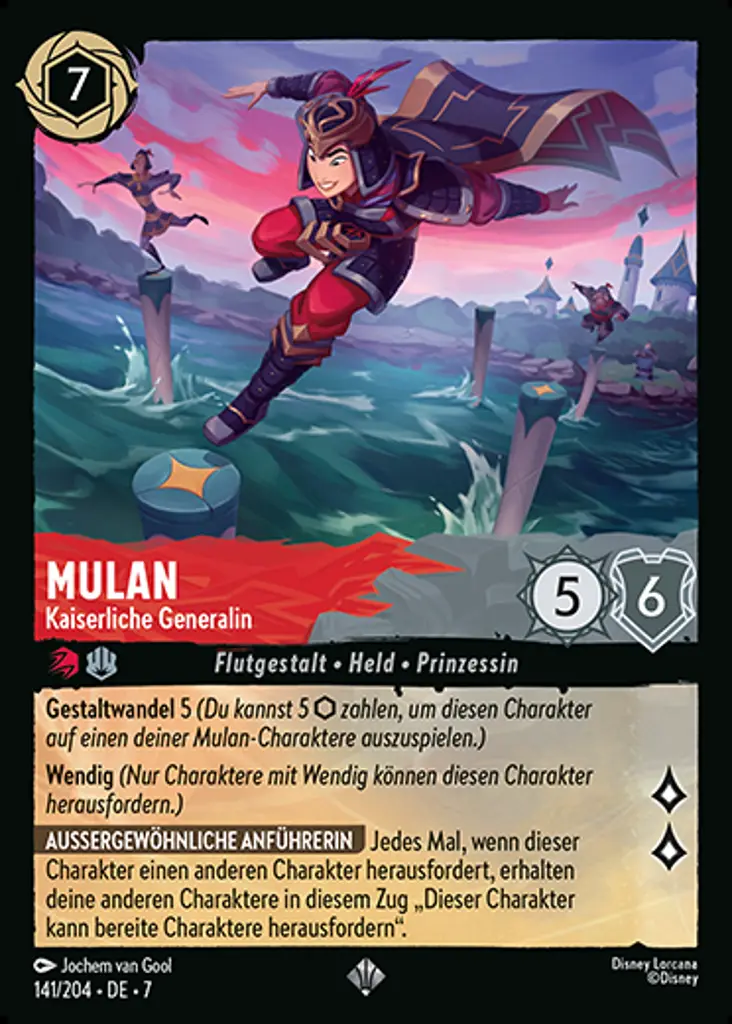 7
MULAN
Kaiserliche Generalin
5
6
Flutgestalt • Held • Prinzessin
Gestaltwandel 5 (Du kannst 5 ⬡ zahlen, um diesen Charakter
auf einen deiner Mulan-Charaktere auszuspielen.)
Wendig (Nur Charaktere mit Wendig können diesen Charakter
herausfordern.)
AUSSERGEWÖHNLICHE ANFÜHRERIN Jedes Mal, wenn dieser
Charakter einen anderen Charakter herausfordert, erhalten
deine anderen Charaktere in diesem Zug „Dieser Charakter
kann bereite Charaktere herausfordern“.
Jochem van Gool
Disney Lorcana
141/204 • DE • 7
©Disney